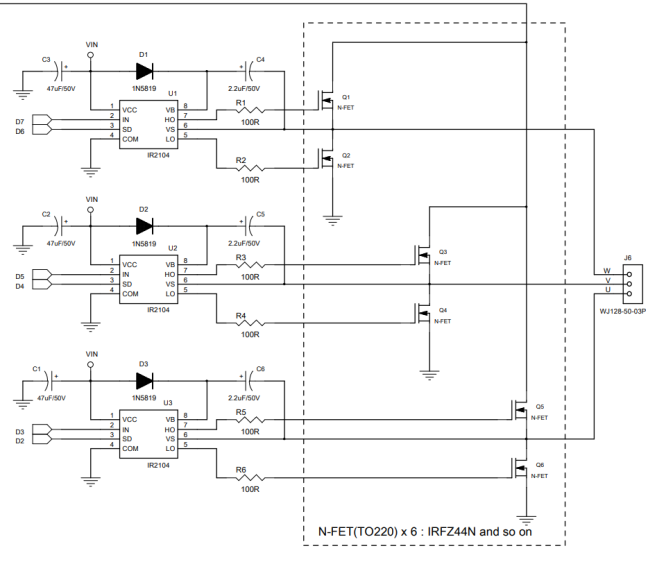 VIN
C3 + D1 + C4
47uF/50V 1N5819 2.2uF/50V
U1
1 VCC VB 8
D7 2 IN HO 7 R1 Q1
D6 3 SD VS 6 100R N-FET
4 COM LO 5
IR2104 R2 Q2
100R N-FET
VIN
C2 + D2 + C5
47uF/50V 1N5819 2.2uF/50V
U2
1 VCC VB 8
D5 2 IN HO 7 R3 Q3
D4 3 SD VS 6 100R N-FET
4 COM LO 5
IR2104 R4 Q4
100R N-FET
J6
W
V
U
WJ128-50-03P
VIN
C1 + D3 + C6
47uF/50V 1N5819 2.2uF/50V
U3
1 VCC VB 8
D3 2 IN HO 7 R5 Q5
D2 3 SD VS 6 100R N-FET
4 COM LO 5
IR2104 R6 Q6
100R N-FET
N-FET(TO220) x 6 : IRFZ44N and so on